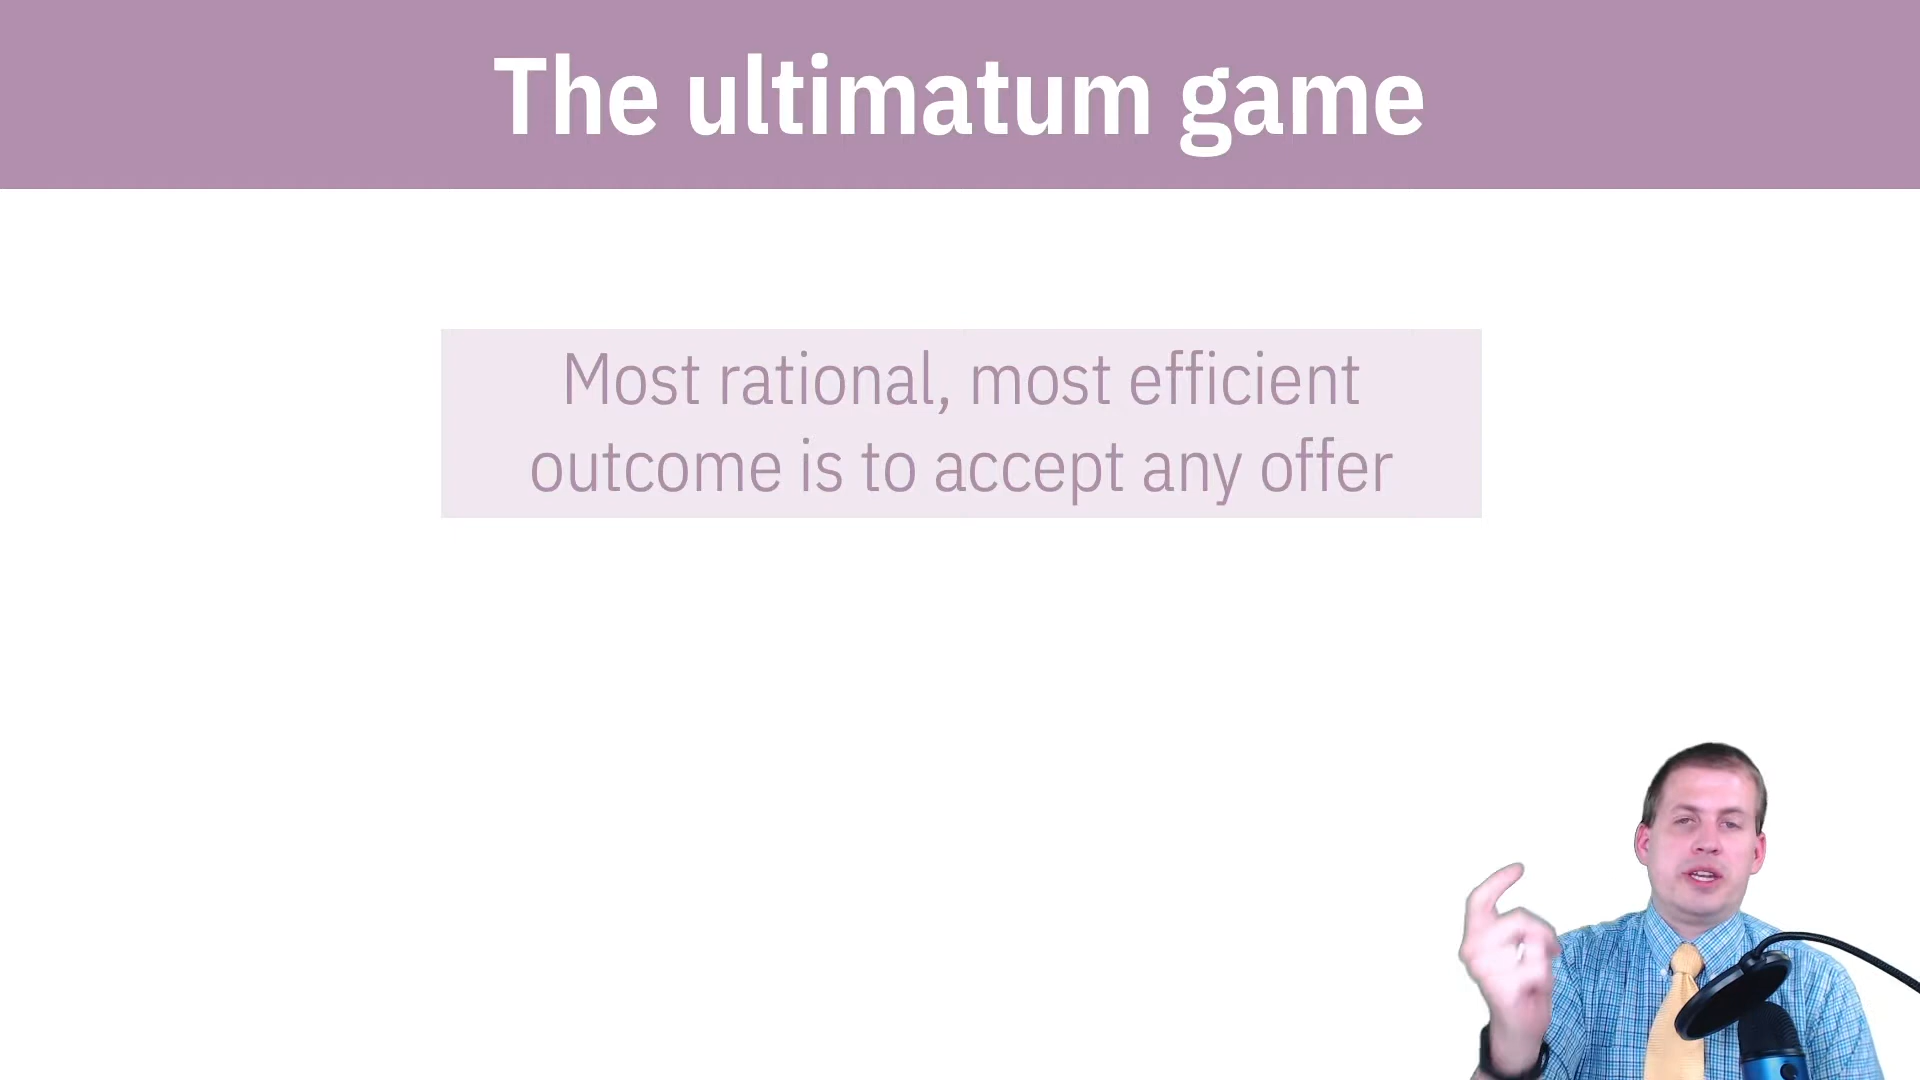 The ultimatum game
Most rational, most efficient
outcome is to accept any offer